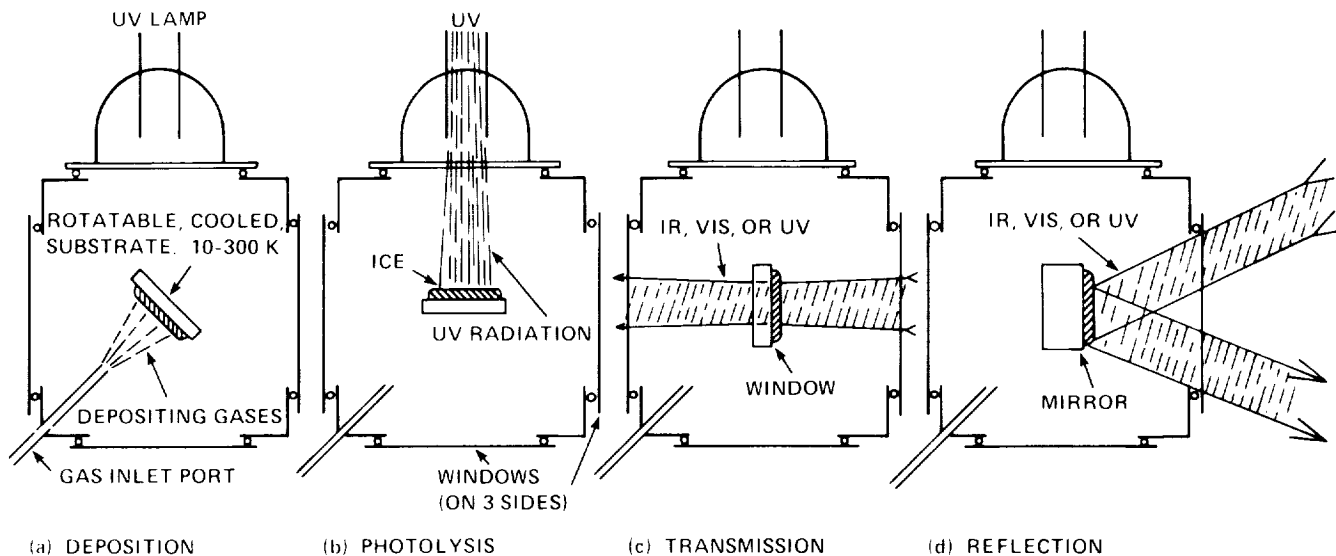 UV LAMP
ROTATABLE, COOLED,
SUBSTRATE. 10-300 K
DEPOSITING GASES
GAS INLET PORT
(a) DEPOSITION
UV
ICE
UV RADIATION
WINDOWS
(ON 3 SIDES)
(b) PHOTOLYSIS
IR, VIS, OR UV
WINDOW
(c) TRANSMISSION
IR, VIS, OR UV
MIRROR
(d) REFLECTION